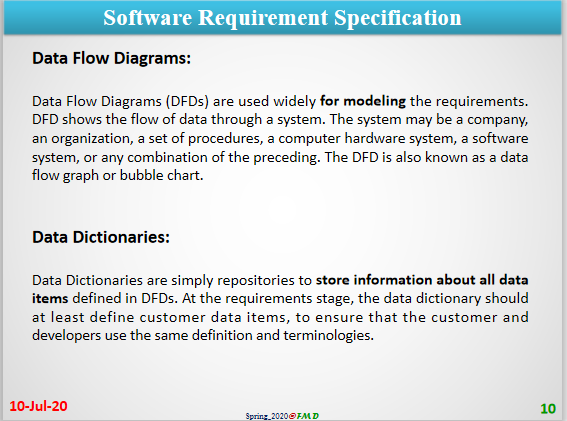 Software Requirement Specification
Data Flow Diagrams:
Data Flow Diagrams (DFDs) are used widely for modeling the requirements.
DFD shows the flow of data through a system. The system may be a company,
an organization, a set of procedures, a computer hardware system, a software
system, or any combination of the preceding. The DFD is also known as a data
flow graph or bubble chart.
Data Dictionaries:
Data Dictionaries are simply repositories to store information about all data
items defined in DFDs. At the requirements stage, the data dictionary should
at least define customer data items, to ensure that the customer and
developers use the same definition and terminologies.
10-Jul-20
Spring_2020@FMD
10